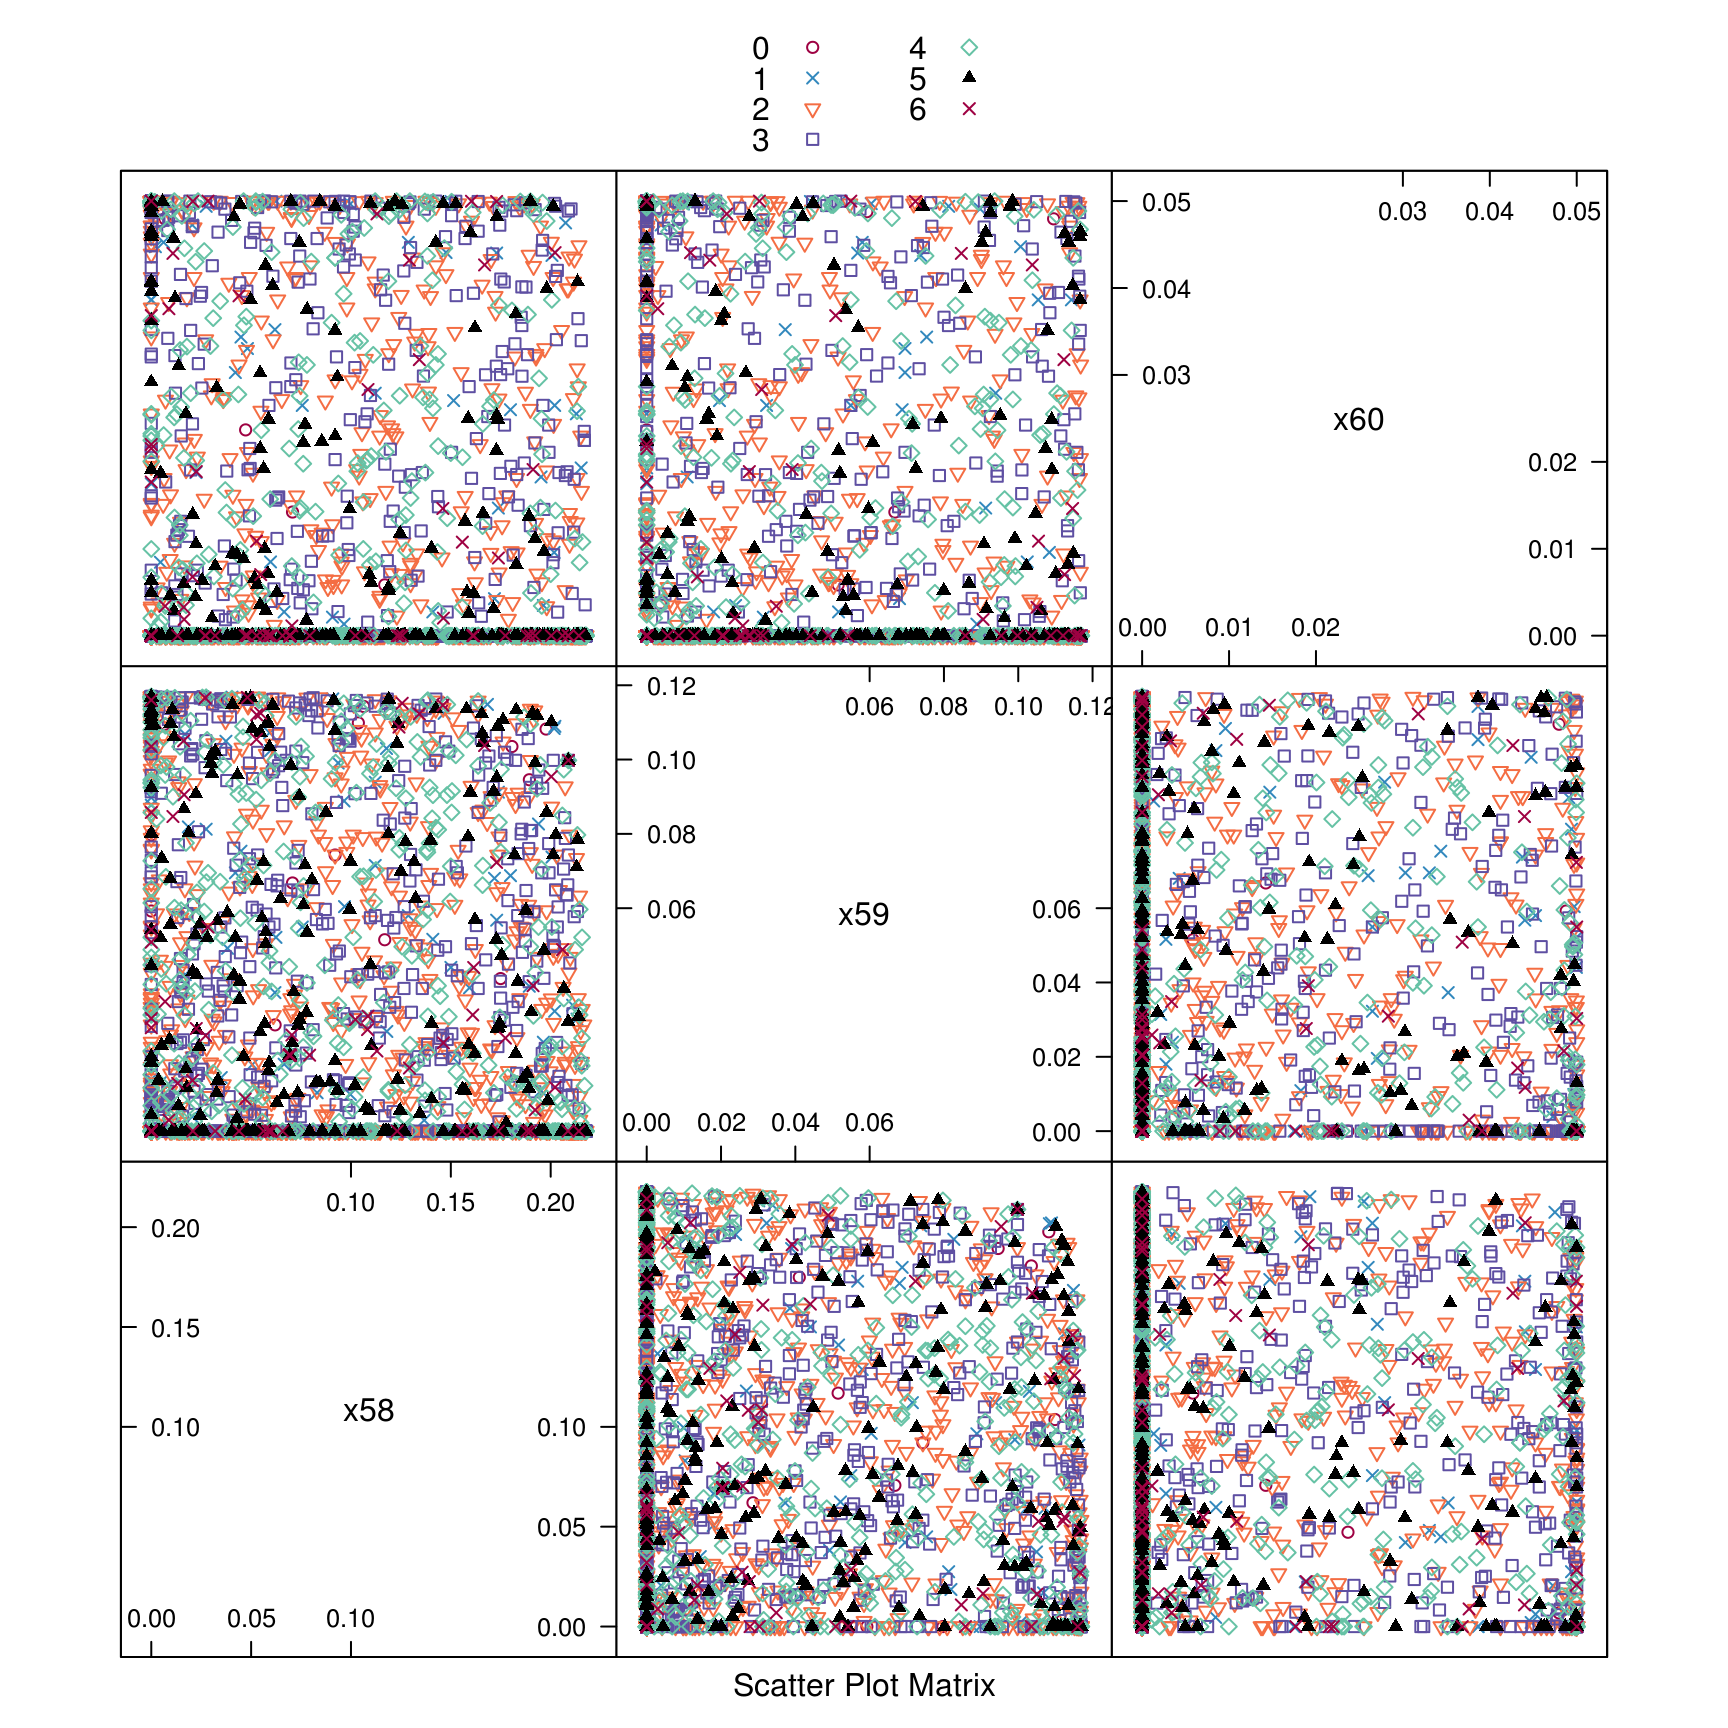 0 4
1 5
2 6
3
0.05 0.03 0.04 0.05
0.04
0.03
x60
0.02
0.01
0.00 0.01 0.02 0.00
0.12 0.06 0.08 0.10 0.12
0.10
0.08
0.06 x59 0.06
0.04
0.02
0.00 0.02 0.04 0.06 0.00
0.10 0.15 0.20
0.20
0.15
x58
0.10 0.10
0.05
0.00 0.05 0.10 0.00
Scatter Plot Matrix